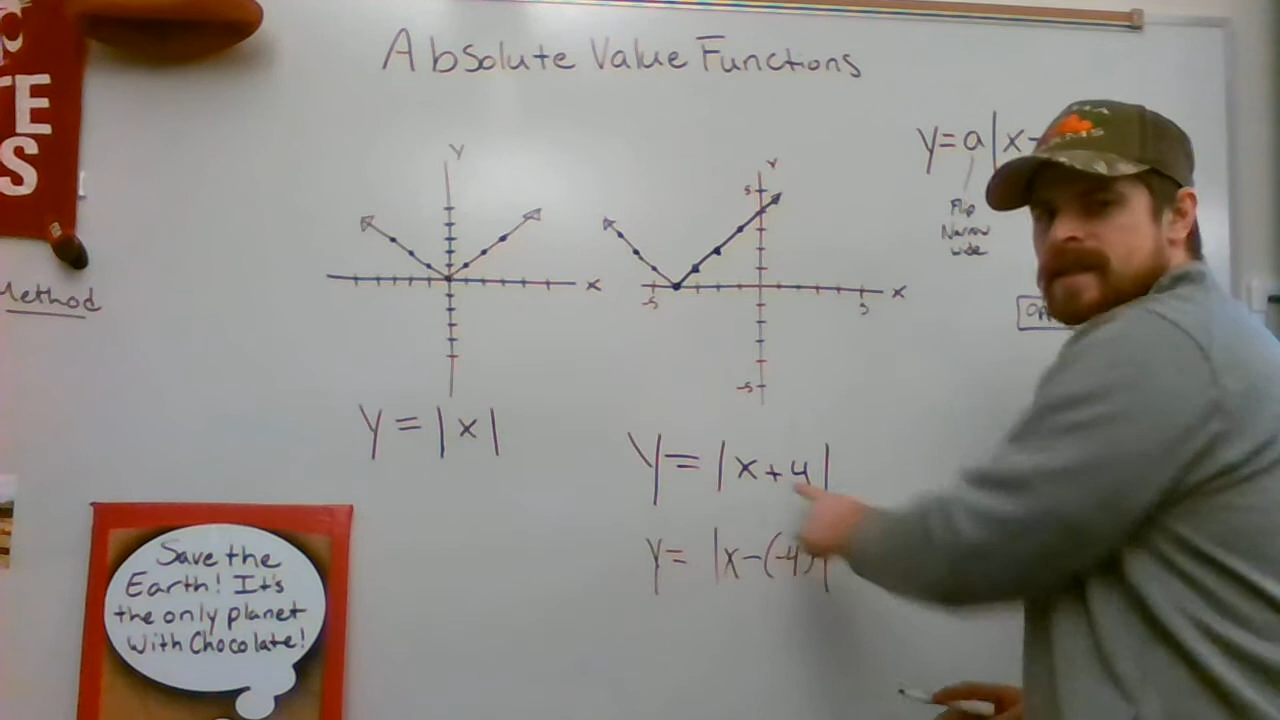 Absolute Value Functions
TE
S
Method
Y
X
y = |x|
Y
5
-5
5
X
-5
y = |x+4|
y = |x-(-4)|
y=a|x-
Flip
Narrow
wide
Save the
Earth! It's
the only planet
with Chocolate!